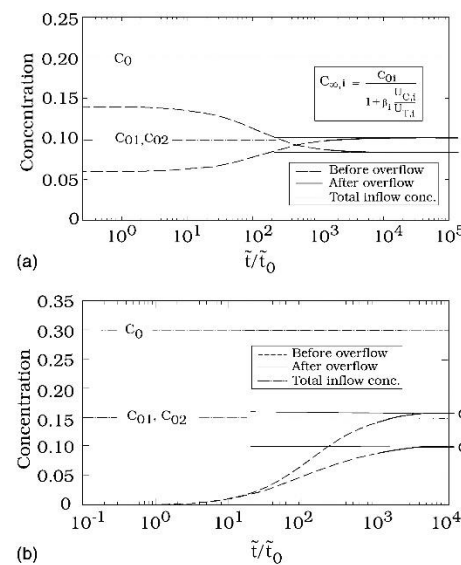 0.25
C0
0.20
0.15
0.10
0.05
0
Concentration
C01,C02
C∞,i = C0i / (1+βi UC,i/UT,i)
Before overflow
After overflow
Total inflow conc.
10^0 10^1 10^2 10^3 10^4 10^5
(a)
t̃/t̃0
0.35
0.30
0.25
0.20
0.15
0.10
0.10
0
Concentration
C0
Before overflow
After overflow
Total inflow conc.
C01, C02
10^-1 10^0 10^1 10^2 10^3 10^4
(b)
t̃/t̃0